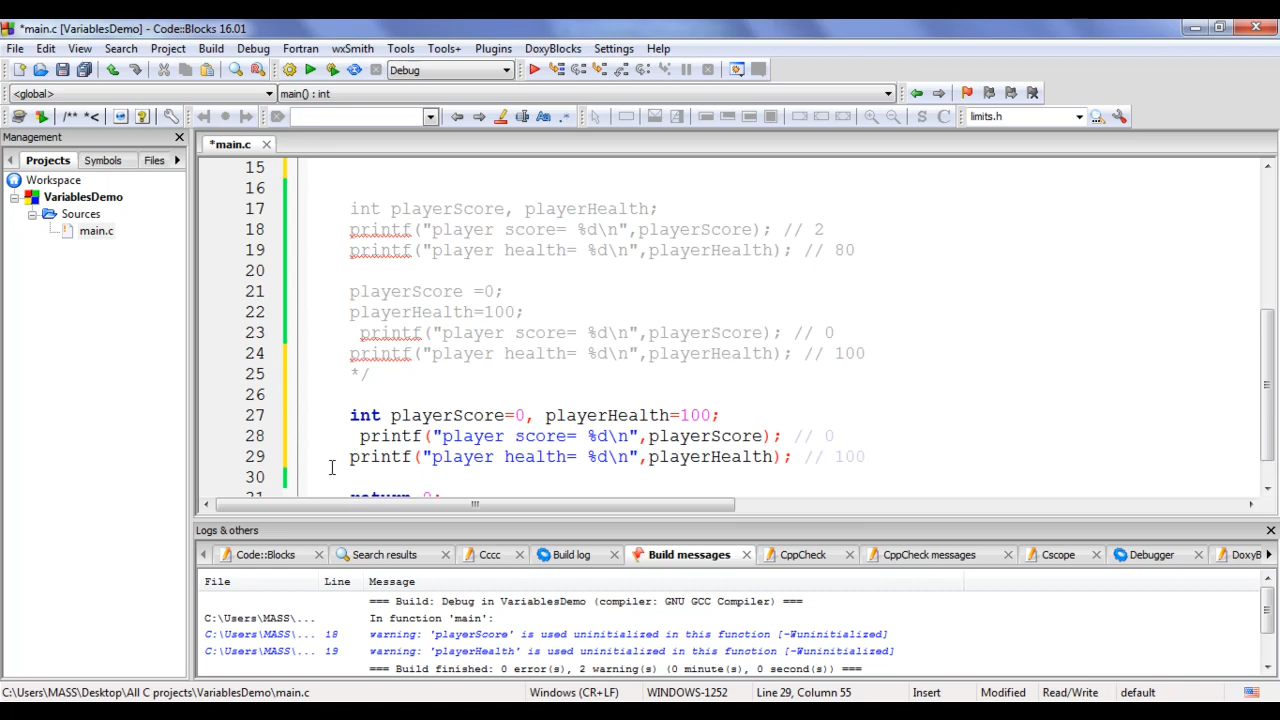 *main.c [VariablesDemo] - Code::Blocks 16.01
File Edit View Search Project Build Debug Fortran wxSmith Tools Tools+ Plugins DoxyBlocks Settings Help
Debug
<global> main() : int
/** *< limits.h
Management
Projects Symbols Files
Workspace
VariablesDemo
Sources
main.c
*main.c
15
16
17 int playerScore, playerHealth;
18 printf("player score= %d\n",playerScore); // 2
19 printf("player health= %d\n",playerHealth); // 80
20
21 playerScore =0;
22 playerHealth=100;
23 printf("player score= %d\n",playerScore); // 0
24 printf("player health= %d\n",playerHealth); // 100
25 */
26
27 int playerScore=0, playerHealth=100;
28 printf("player score= %d\n",playerScore); // 0
29 printf("player health= %d\n",playerHealth); // 100
30
31 return 0;
Logs & others
Code::Blocks Search results Cccc Build log Build messages CppCheck CppCheck messages Cscope Debugger DoxyB
File Line Message
=== Build: Debug in VariablesDemo (compiler: GNU GCC Compiler) ===
C:\Users\MASS\... In function 'main':
C:\Users\MASS\... 18 warning: 'playerScore' is used uninitialized in this function [-Wuninitialized]
C:\Users\MASS\... 19 warning: 'playerHealth' is used uninitialized in this function [-Wuninitialized]
=== Build finished: 0 error(s), 2 warning(s) (0 minute(s), 0 second(s)) ===
C:\Users\MASS\Desktop\All C projects\VariablesDemo\main.c Windows (CR+LF) WINDOWS-1252 Line 29, Column 55 Insert Modified Read/Write default